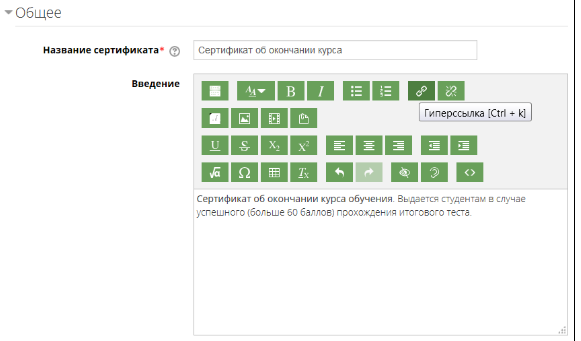 Общее
Название сертификата*
Сертификат об окончании курса
Введение
Гиперссылка [Ctrl + k]
Сертификат об окончании курса обучения. Выдается студентам в случае
успешного (больше 60 баллов) прохождения итогового теста.